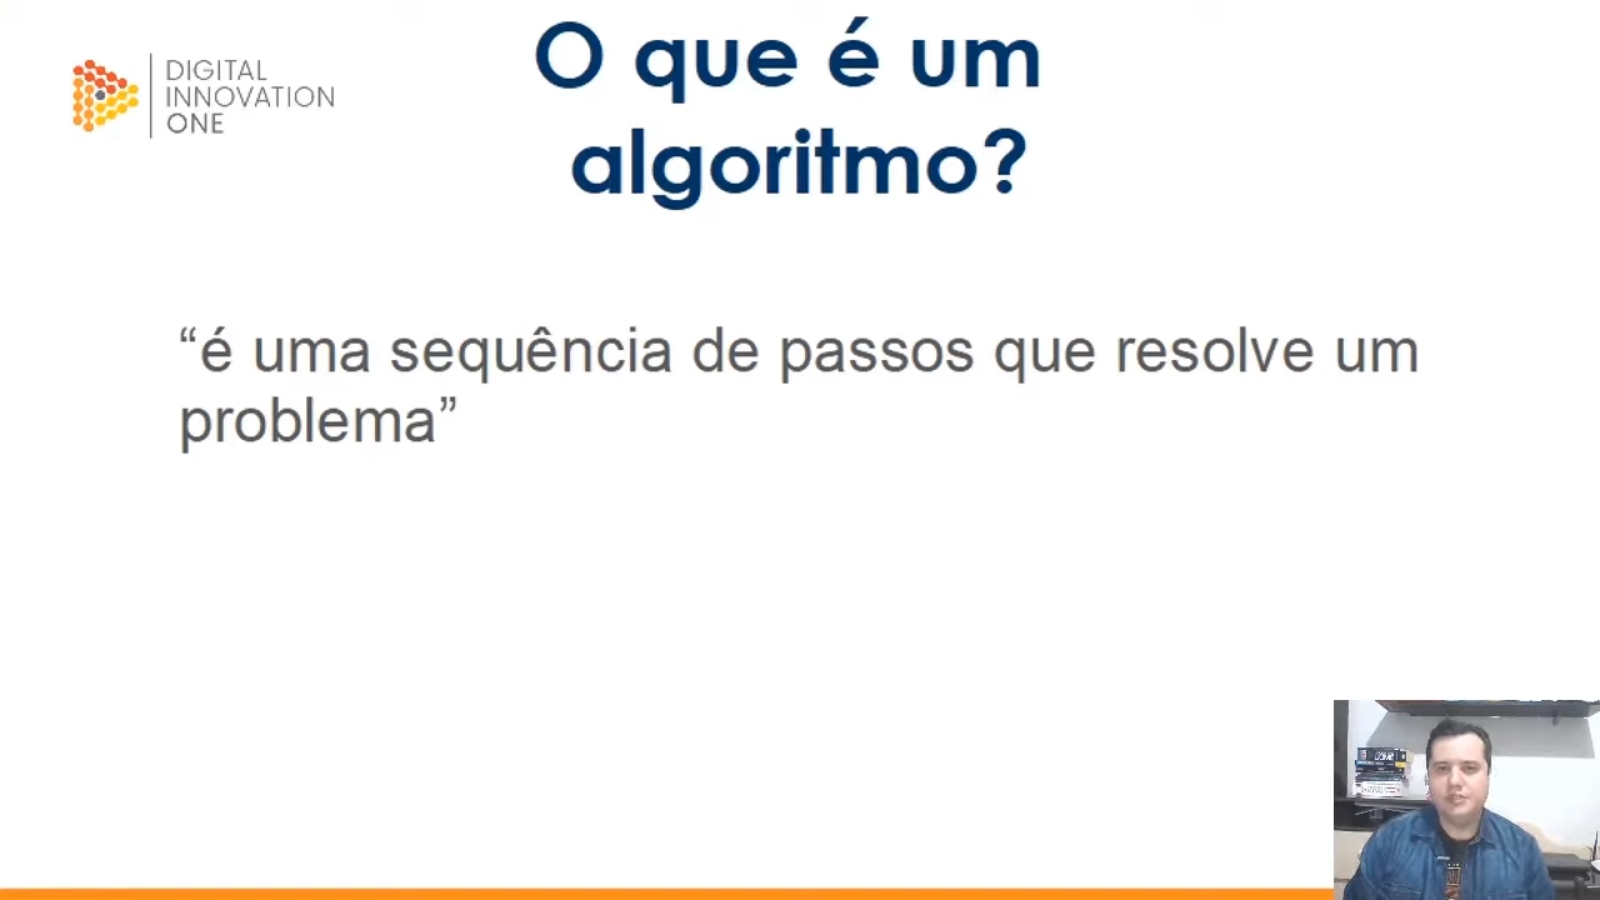 DIGITAL
INNOVATION
ONE
O que é um
algoritmo?
“é uma sequência de passos que resolve um
problema”